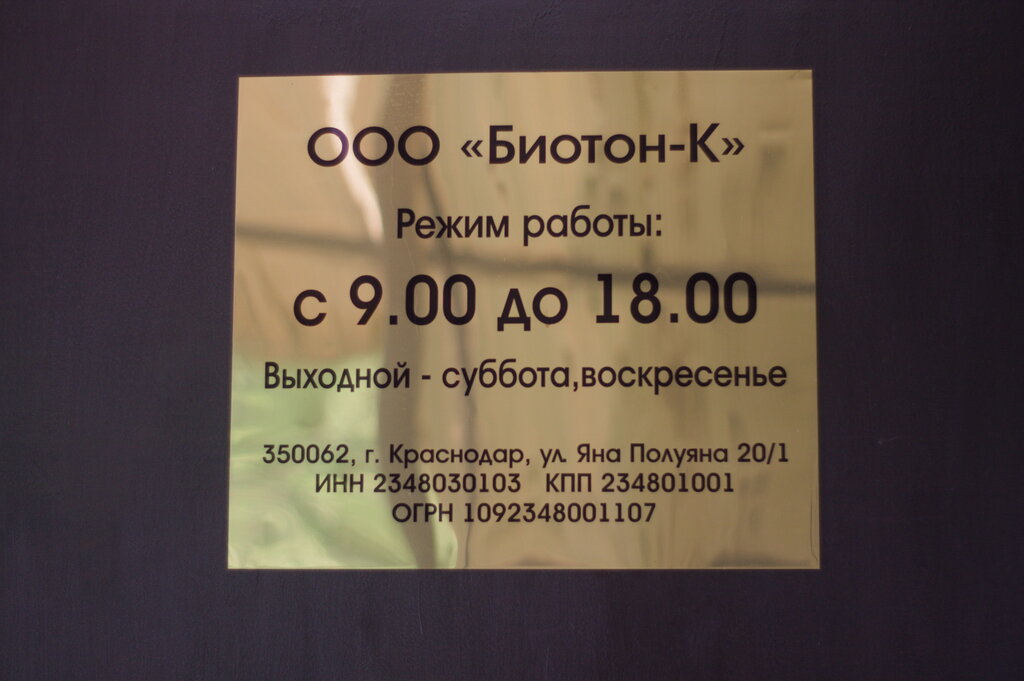 ООО «Биотон-К»
Режим работы:
с 9.00 до 18.00
Выходной - суббота,воскресенье
350062, г. Краснодар, ул. Яна Полуяна 20/1
ИНН 2348030103 КПП 234801001
ОГРН 1092348001107